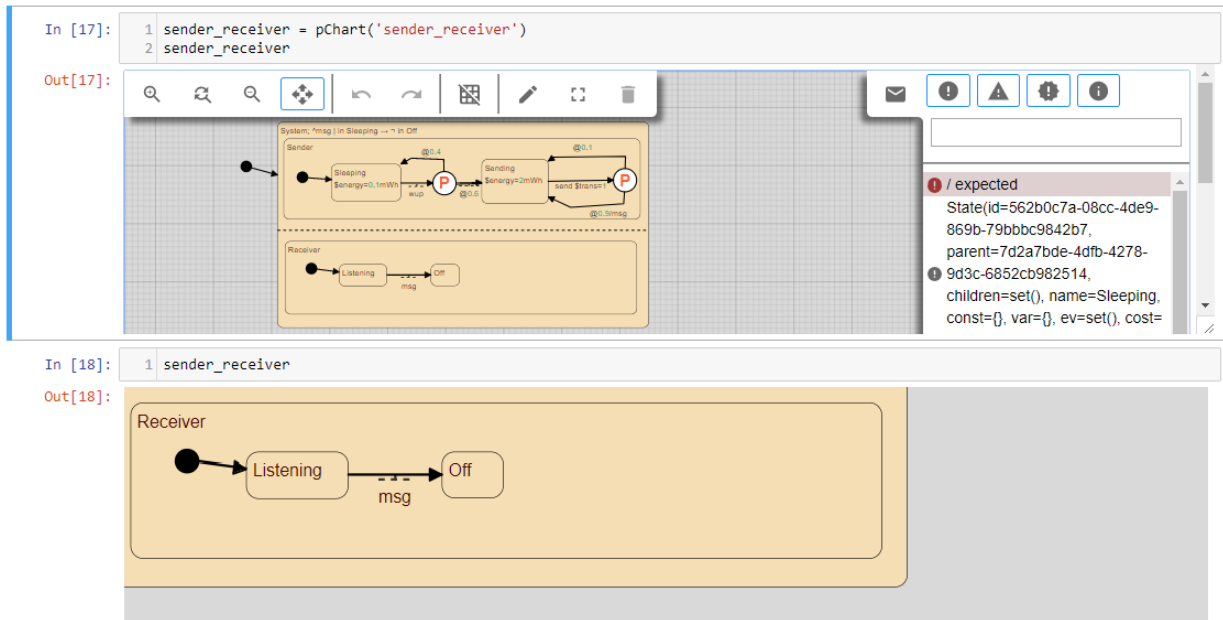 In [17]:
1 sender_receiver = pChart('sender_receiver')
2 sender_receiver
Out[17]:
System; ^msg | in Sleeping → ¬ in Off
Sender
@0.4
@0.1
Sleeping
$energy=0.1mWh
wup
P
@0.6
Sending
$energy=2mWh
send $trans=1
P
@0.9/msg
Receiver
Listening
msg
Off
/ expected
State(id=562b0c7a-08cc-4de9-
869b-79bbbc9842b7,
parent=7d2a7bde-4dfb-4278-
9d3c-6852cb982514,
children=set(), name=Sleeping,
const={}, var={}, ev=set(), cost=
In [18]:
1 sender_receiver
Out[18]:
Receiver
Listening
msg
Off